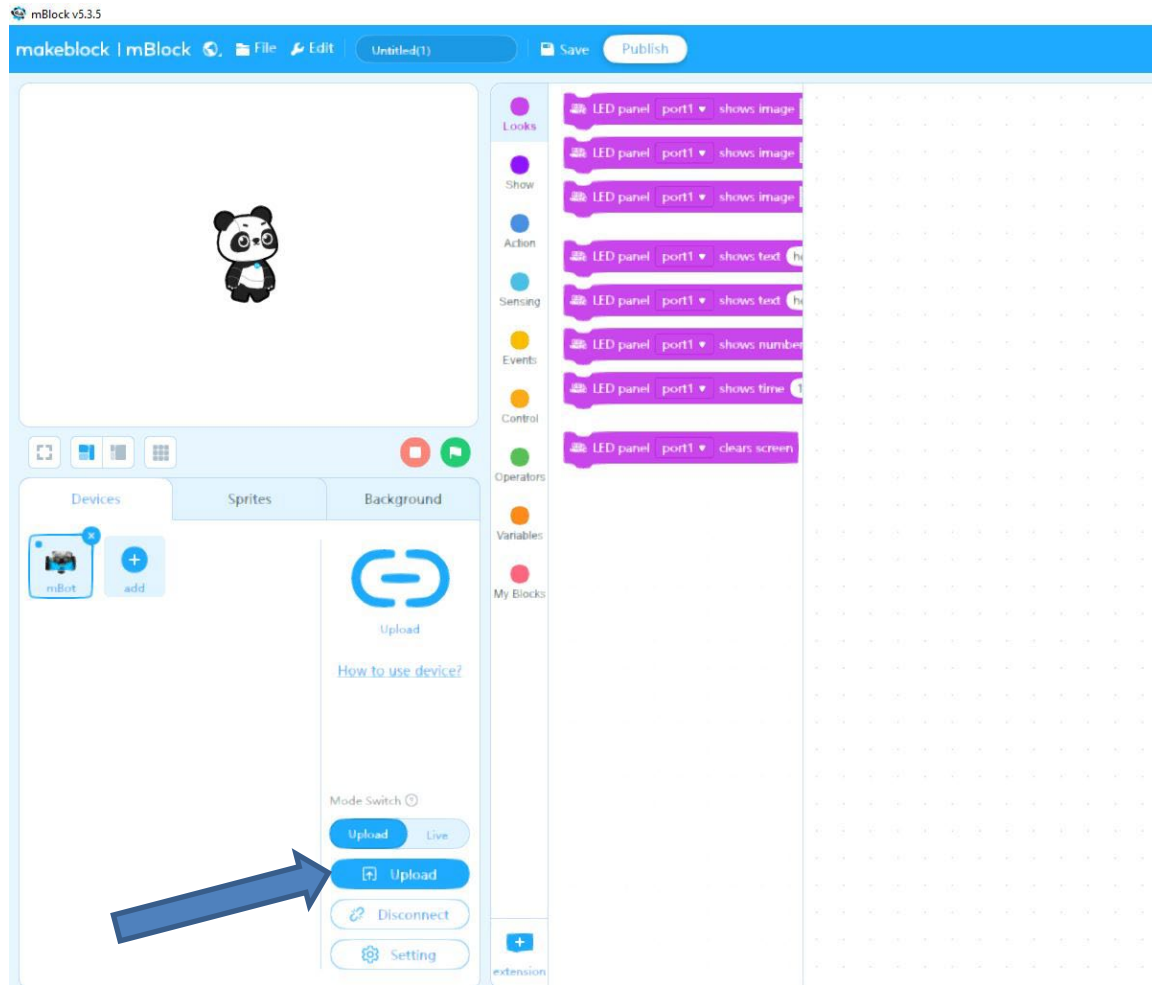 mBlock v5.3.5
makeblock | mBlock File Edit Untitled(1) Save Publish
Looks
Show
Action
Sensing
Events
Control
Operators
Variables
My Blocks
extension
LED panel port1 shows image
LED panel port1 shows image
LED panel port1 shows image
LED panel port1 shows text he
LED panel port1 shows text he
LED panel port1 shows number
LED panel port1 shows time 1
LED panel port1 clears screen
Devices Sprites Background
mBot add
Upload
How to use device?
Mode Switch
Upload Live
Upload
Disconnect
Setting